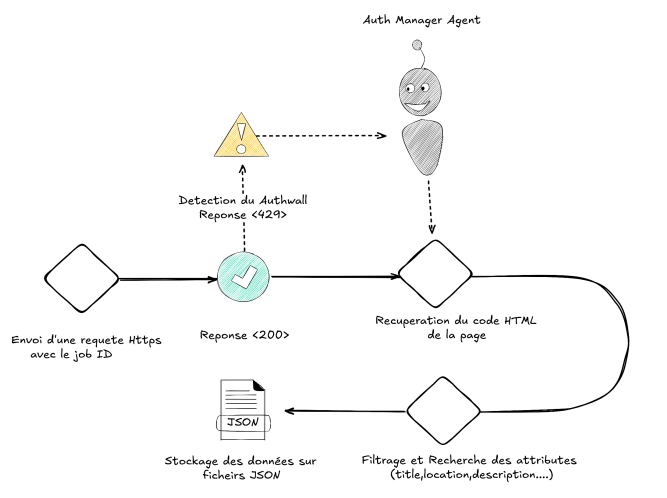 Auth Manager Agent
Detection du Authwall
Reponse <429>
Envoi d'une requete Https
avec le job ID
Reponse <200>
Recuperation du code HTML
de la page
JSON
Stockage des données sur
ficheirs JSON
Filtrage et Recherche des attributes
(title,location,description....)